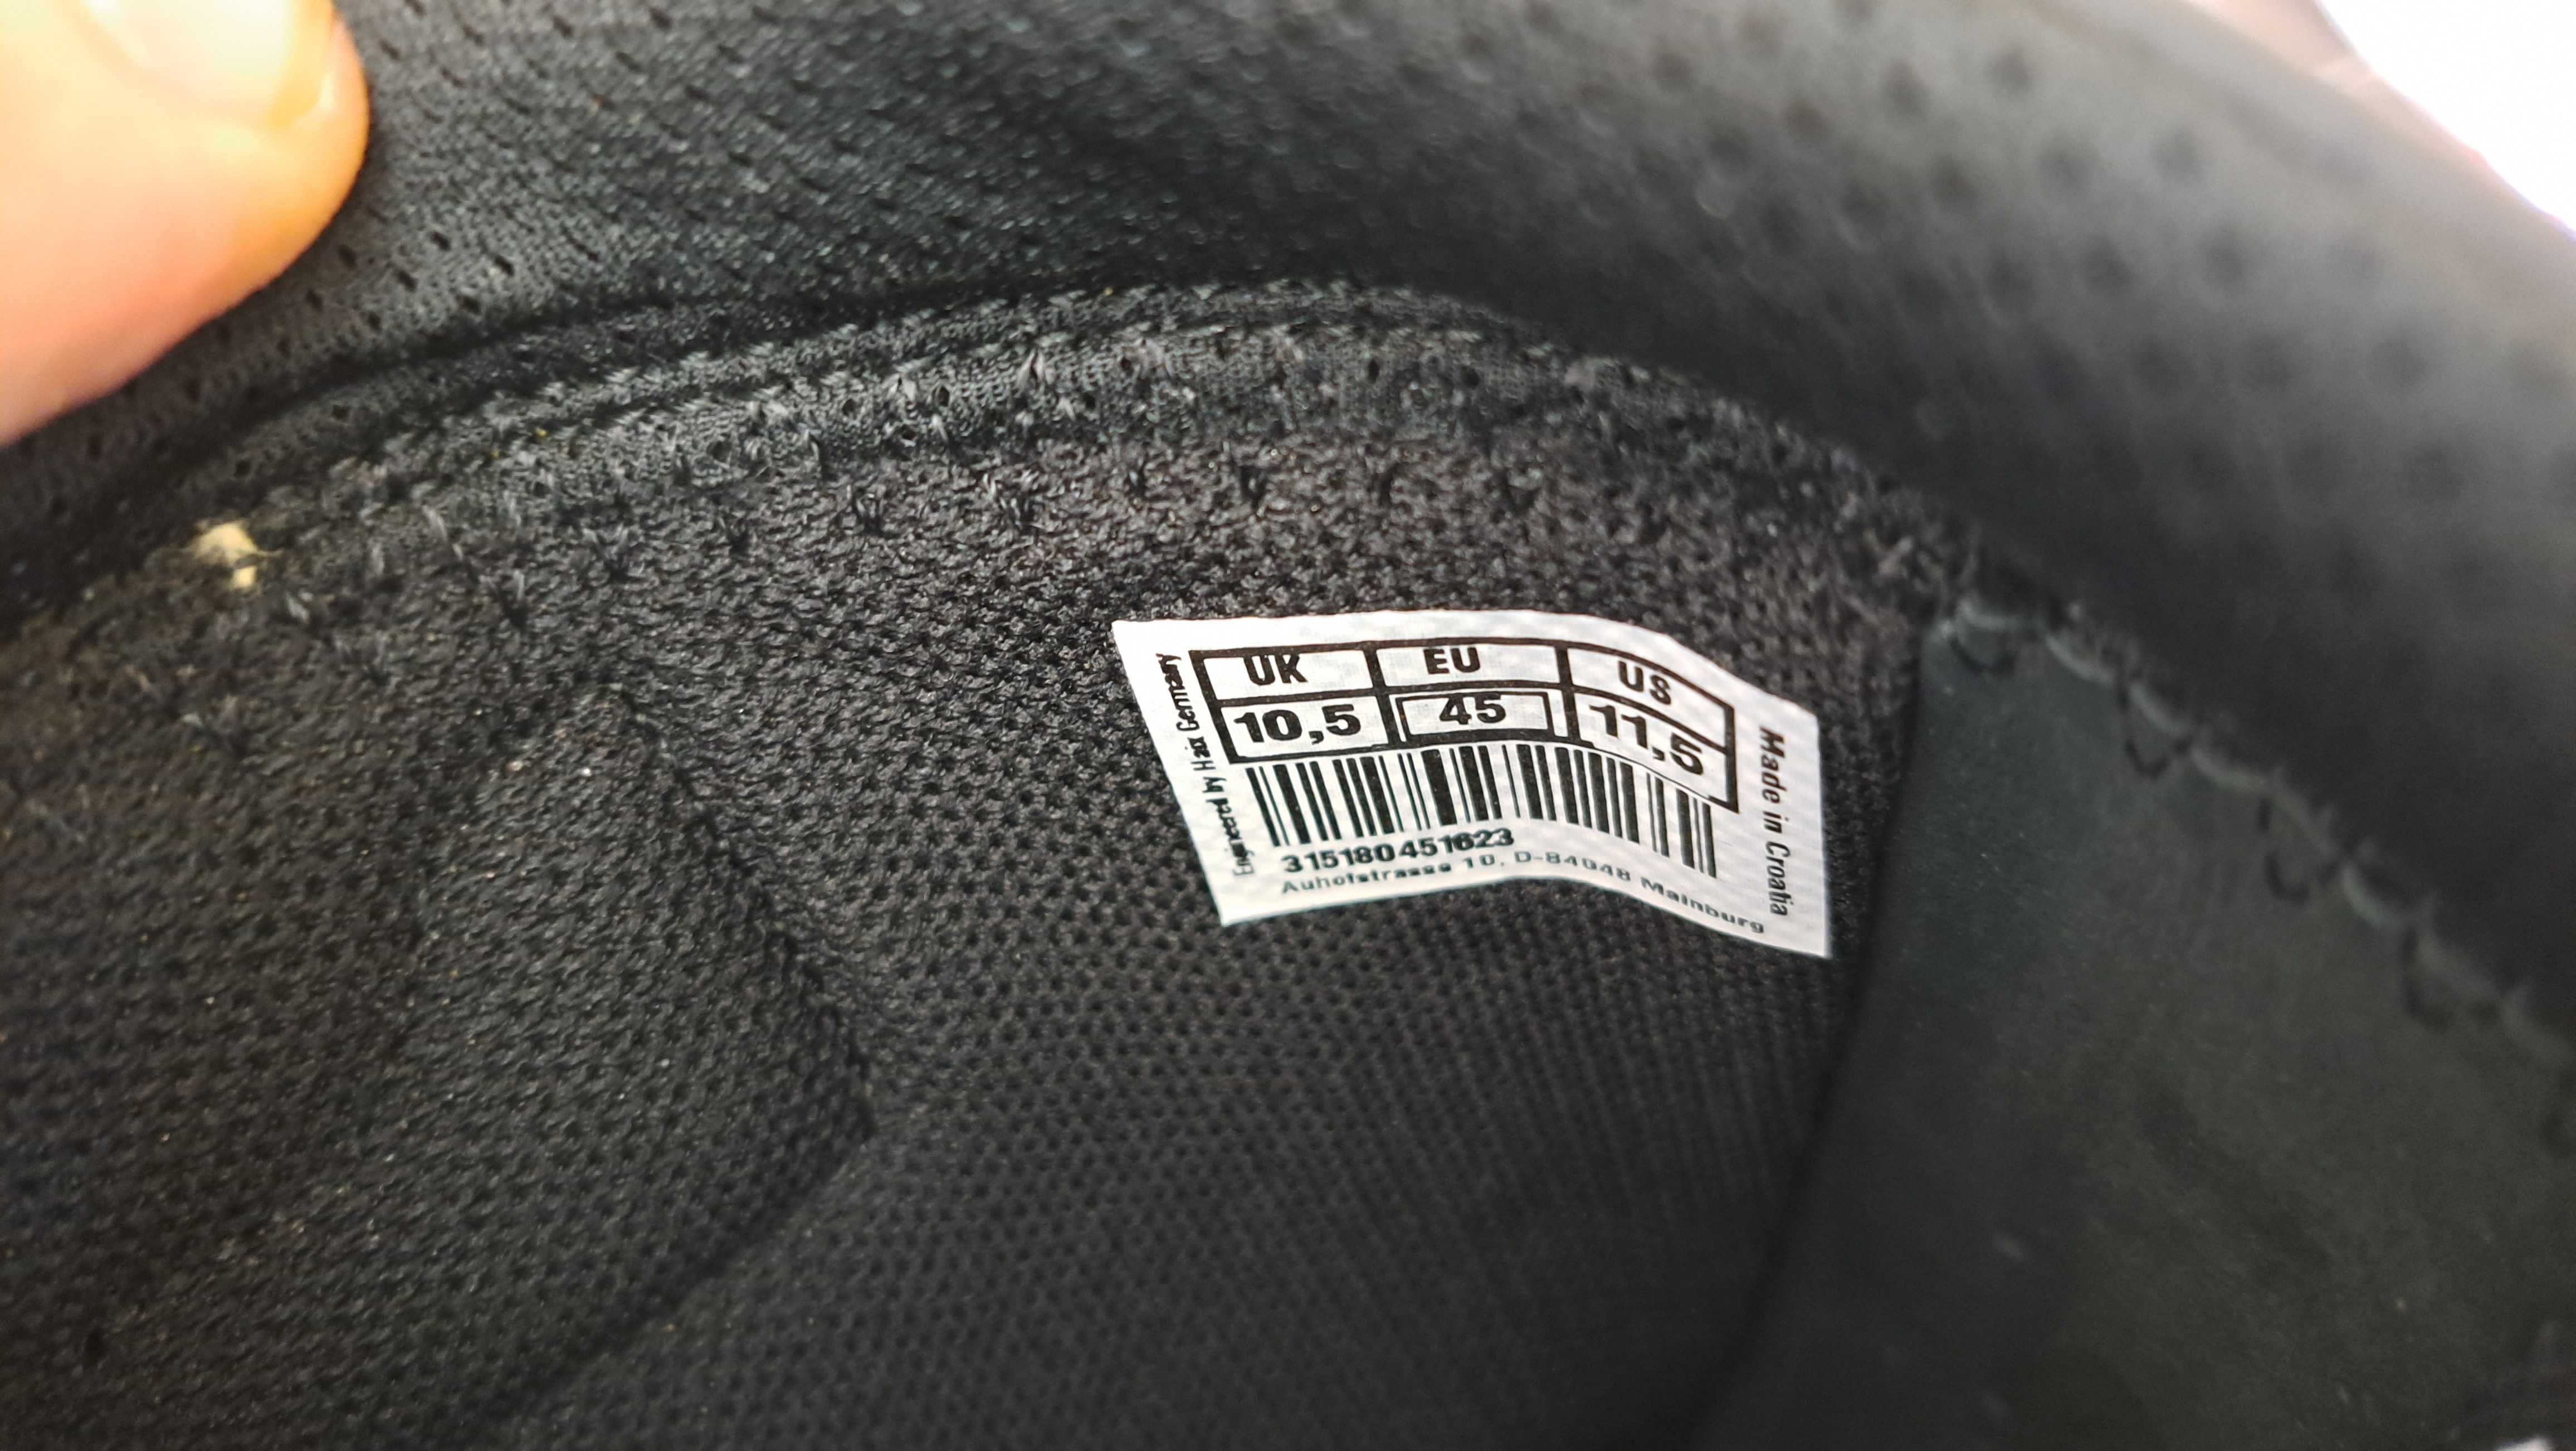 Engineered by Haix Germany
UK EU US
10,5 45 11,5
315180451623
Auhofstrasse 10, D-84048 Mainburg
Made in Croatia